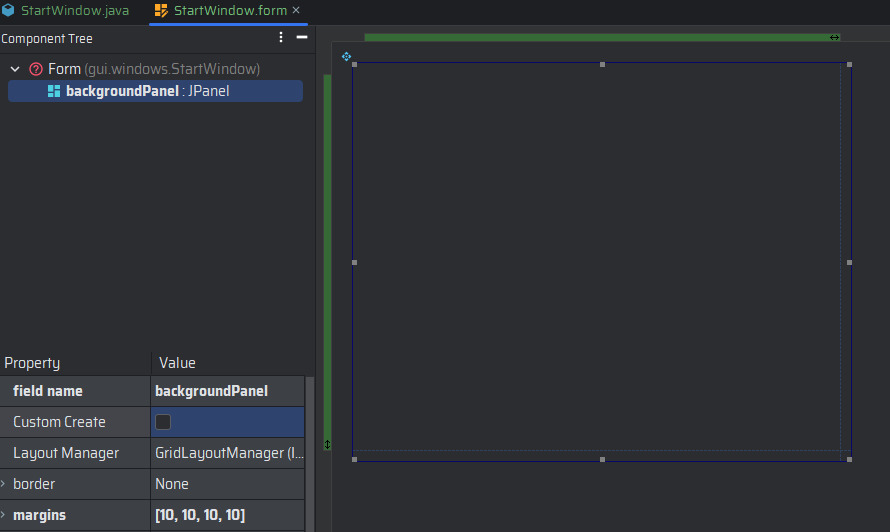 StartWindow.java
StartWindow.form
Component Tree
Form (gui.windows.StartWindow)
backgroundPanel : JPanel
Property Value
field name backgroundPanel
Custom Create
Layout Manager GridLayoutManager (I...
border None
margins [10, 10, 10, 10]